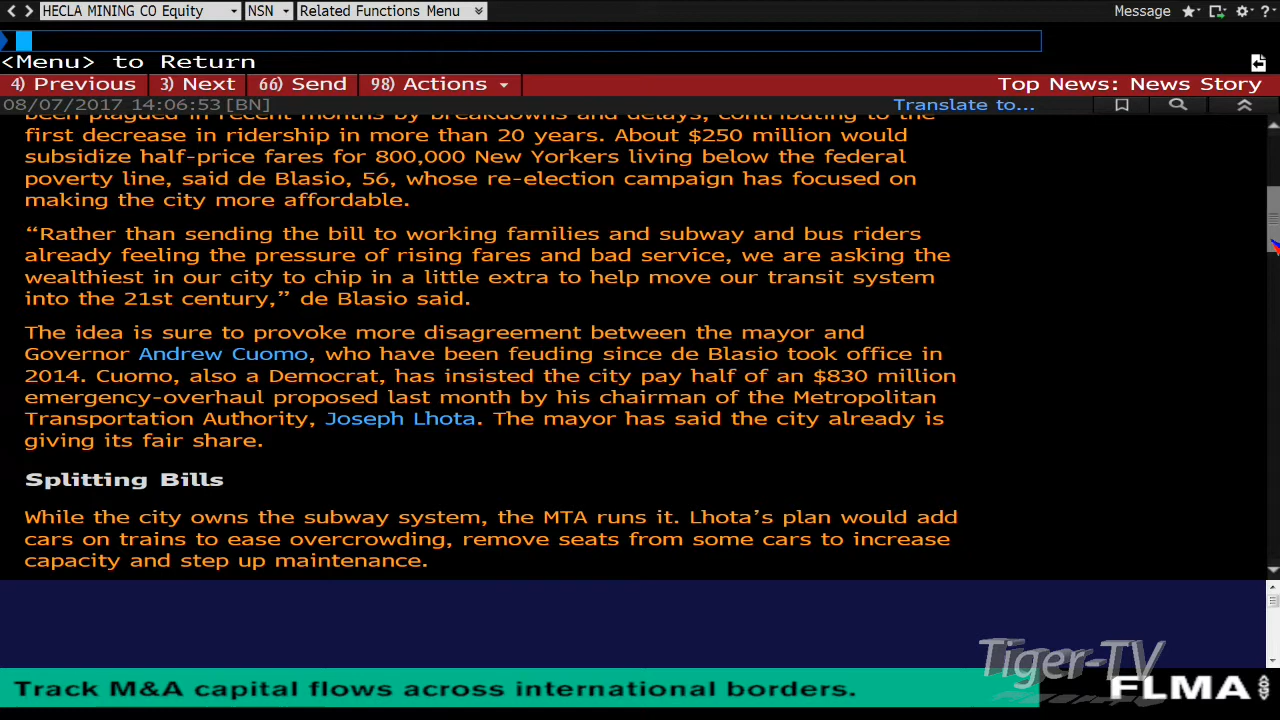 HECLA MINING CO Equity NSN Related Functions Menu Message ?
<Menu> to Return
4) Previous 3) Next 66) Send 98) Actions Top News: News Story
08/07/2017 14:06:53 [BN] Translate to...
been plagued in recent months by breakdowns and delays, contributing to the
first decrease in ridership in more than 20 years. About $250 million would
subsidize half-price fares for 800,000 New Yorkers living below the federal
poverty line, said de Blasio, 56, whose re-election campaign has focused on
making the city more affordable.
“Rather than sending the bill to working families and subway and bus riders
already feeling the pressure of rising fares and bad service, we are asking the
wealthiest in our city to chip in a little extra to help move our transit system
into the 21st century,” de Blasio said.
The idea is sure to provoke more disagreement between the mayor and
Governor Andrew Cuomo, who have been feuding since de Blasio took office in
2014. Cuomo, also a Democrat, has insisted the city pay half of an $830 million
emergency-overhaul proposed last month by his chairman of the Metropolitan
Transportation Authority, Joseph Lhota. The mayor has said the city already is
giving its fair share.
Splitting Bills
While the city owns the subway system, the MTA runs it. Lhota’s plan would add
cars on trains to ease overcrowding, remove seats from some cars to increase
capacity and step up maintenance.
Tiger-TV
Track M&A capital flows across international borders. FLMA